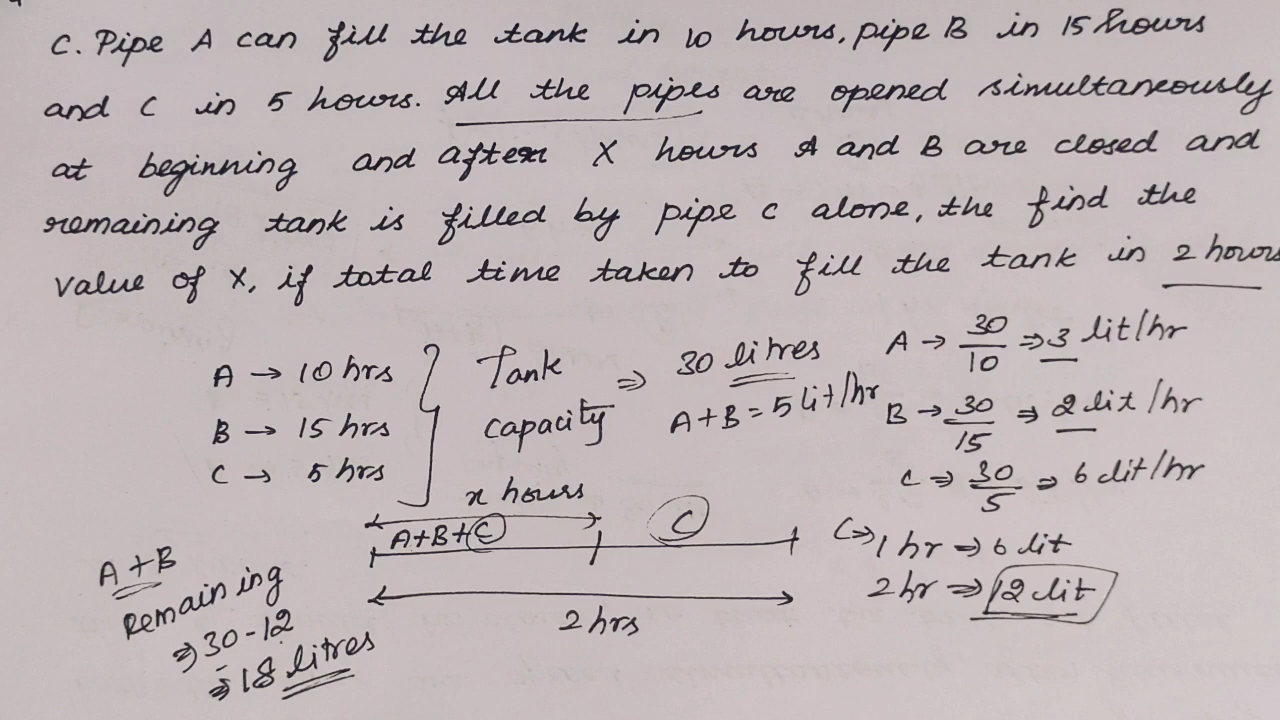 C. Pipe A can fill the tank in 10 hours, pipe B in 15 hours
and C in 5 hours. All the pipes are opened simultaneously
at beginning and after X hours A and B are closed and
remaining tank is filled by pipe C alone, the find the
value of X, if total time taken to fill the tank in 2 hours
A → 10 hrs
B → 15 hrs
C → 5 hrs
Tank
capacity
⇒ 30 litres
A+B = 5 lit/hr
A → 30/10 ⇒ 3 lit/hr
B → 30/15 ⇒ 2 lit/hr
C ⇒ 30/5 ⇒ 6 lit/hr
x hours
A+B+C
C
2 hrs
C ⇒ 1 hr ⇒ 6 lit
2 hr ⇒ 12 lit
A+B
Remaining
⇒ 30-12
⇒ 18 litres